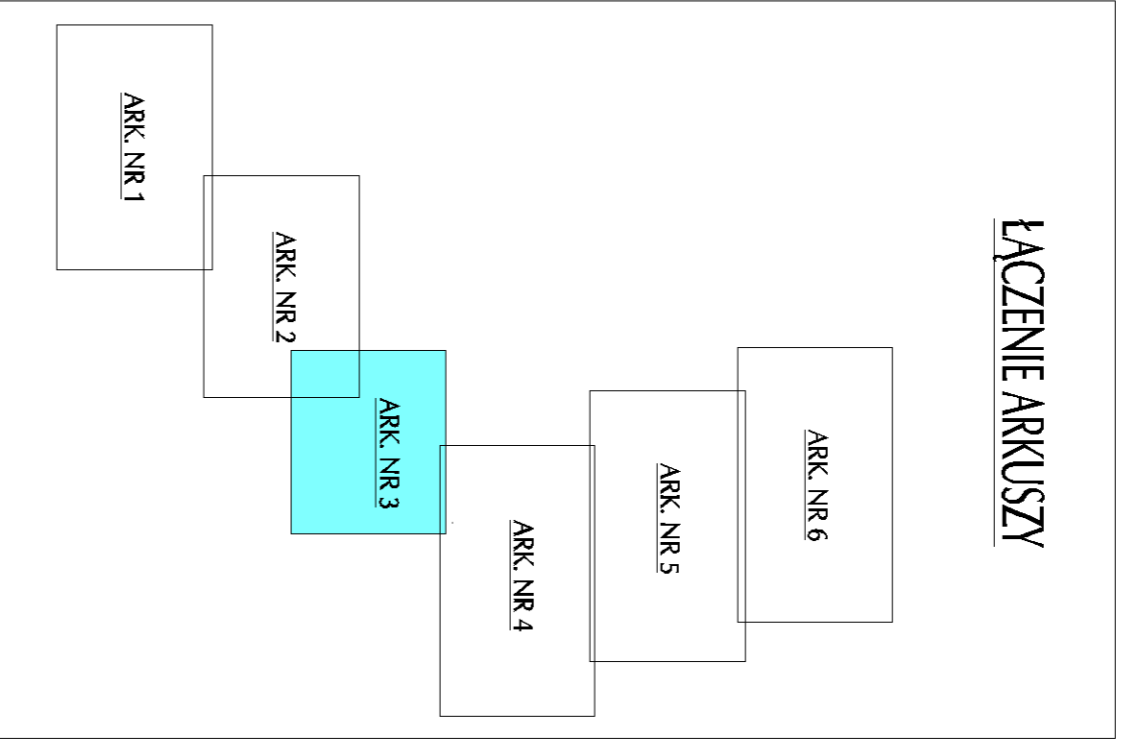 ŁĄCZENIE ARKUSZY
ARK. NR 6
ARK. NR 5
ARK. NR 4
ARK. NR 3
ARK. NR 2
ARK. NR 1